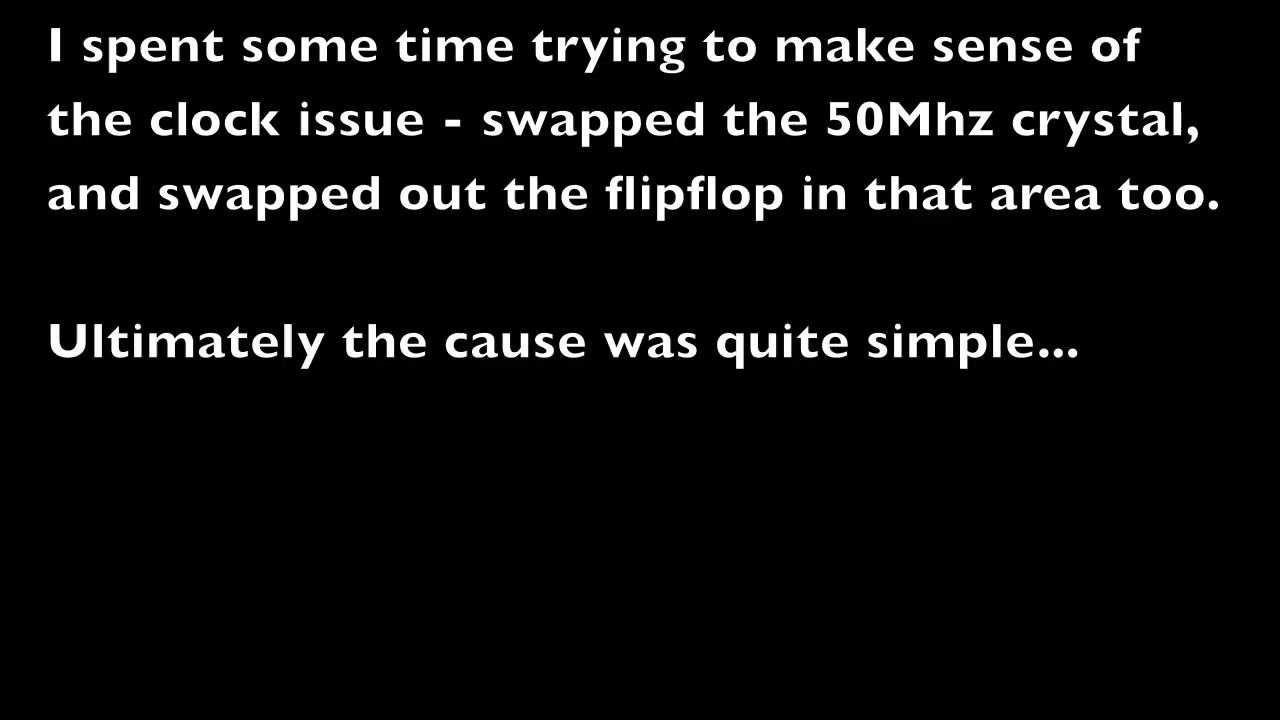 I spent some time trying to make sense of
the clock issue - swapped the 50Mhz crystal,
and swapped out the flipflop in that area too.
Ultimately the cause was quite simple...